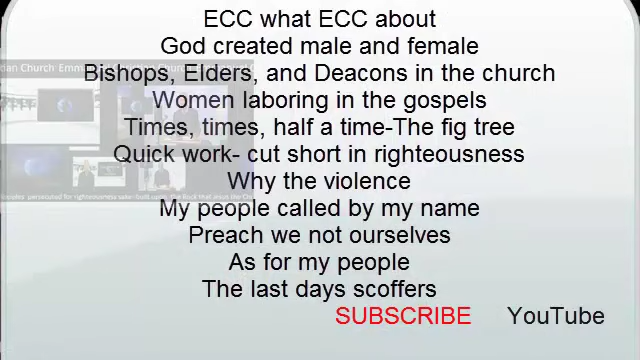 ECC what ECC about
God created male and female
Bishops, Elders, and Deacons in the church
Women laboring in the gospels
Times, times, half a time-The fig tree
Quick work- cut short in righteousness
Why the violence
My people called by my name
Preach we not ourselves
As for my people
The last days scoffers
SUBSCRIBE YouTube